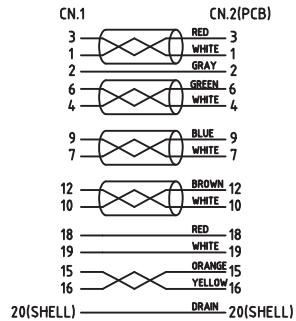 CN.1 CN.2(PCB)
3 RED 3
1 WHITE 1
2 GRAY 2
6 GREEN 6
4 WHITE 4
9 BLUE 9
7 WHITE 7
12 BROWN 12
10 WHITE 10
18 RED 18
19 WHITE 19
15 ORANGE 15
16 YELLOW 16
20(SHELL) DRAIN 20(SHELL)